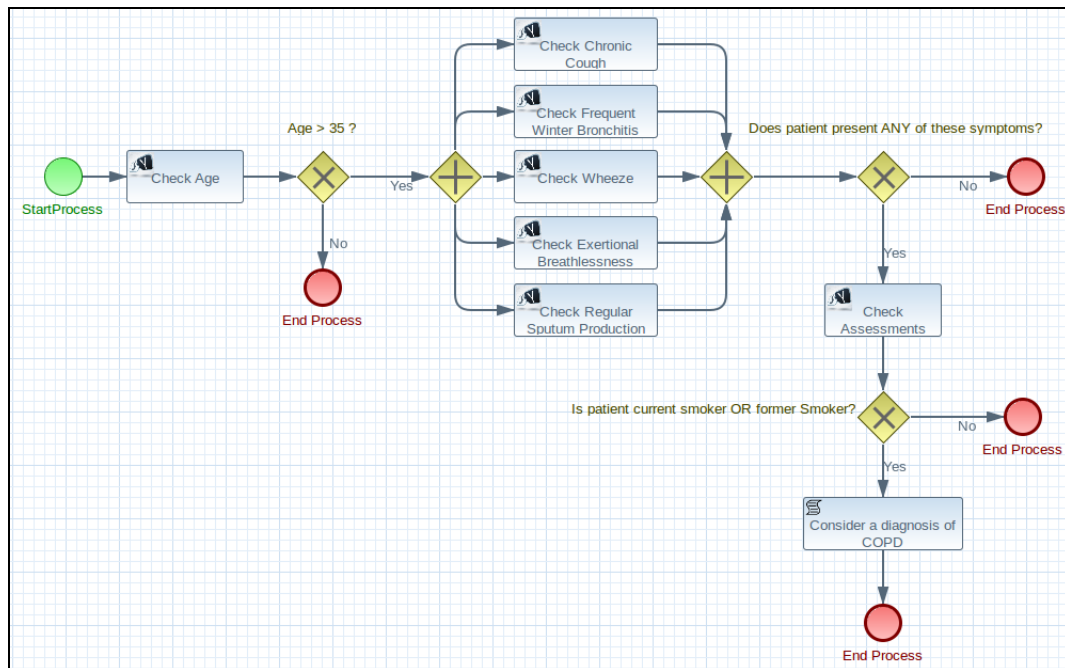 Check Chronic
Cough
Age > 35 ?
Check Frequent
Winter Bronchitis
Does patient present ANY of these symptoms?
Check Age
Yes
Check Wheeze
No
StartProcess
End Process
No
End Process
Check Exertional
Breathlessness
Yes
Check Regular
Sputum Production
Check
Assessments
Is patient current smoker OR former Smoker?
No
End Process
Yes
Consider a diagnosis of
COPD
End Process